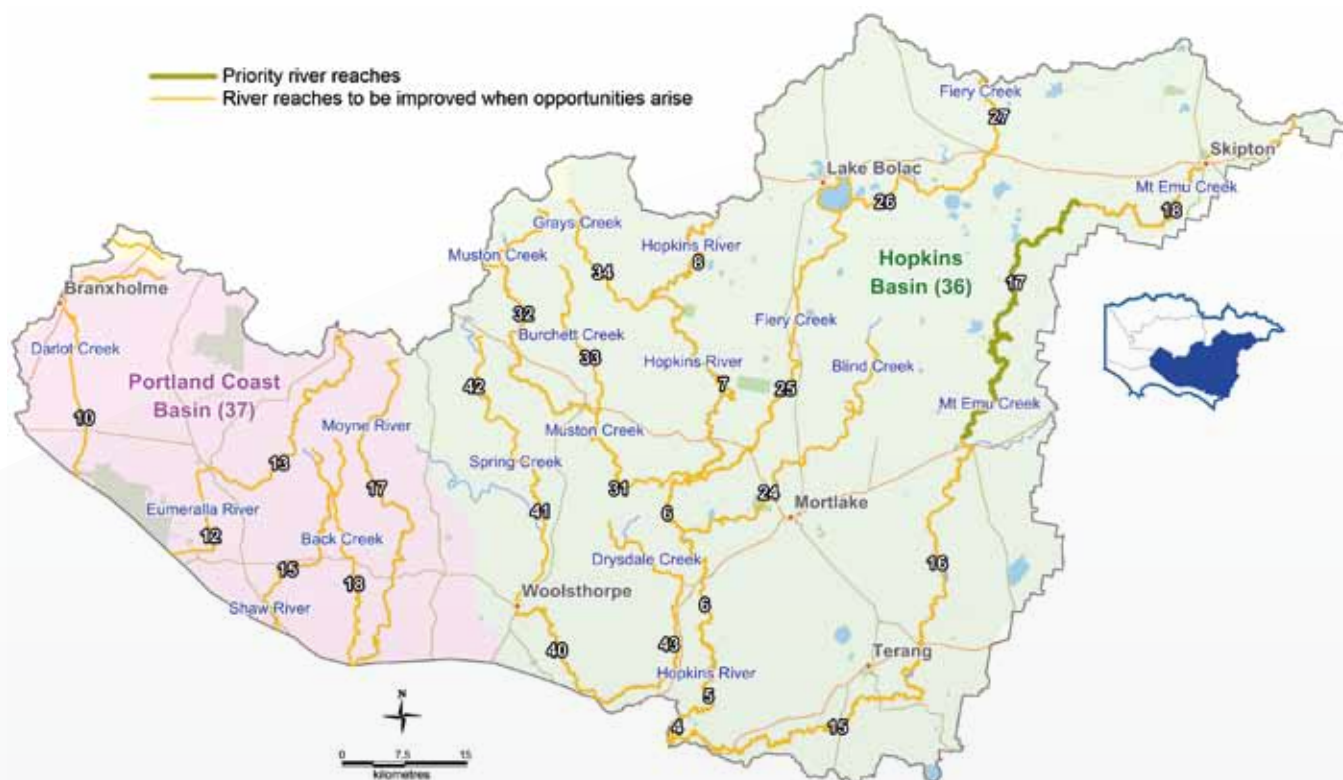 Priority river reaches
River reaches to be improved when opportunities arise
Fiery Creek
27
Skipton
Lake Bolac
Mt Emu Creek
18
26
Grays Creek
Hopkins River
8
Muston Creek
34
Hopkins
Basin (36)
17
Branxholme
32
Fiery Creek
Burchett Creek
33
Darlot Creek
Hopkins River
Blind Creek
7
25
42
Portland Coast
Basin (37)
Mt Emu Creek
10
Moyne River
Muston Creek
13
Spring Creek
17
31
24
Mortlake
6
41
Eumeralla River
12
Back Creek
Drysdale Creek
16
15
18
Woolsthorpe
6
Shaw River
43
40
Terang
Hopkins River
5
4
15
N
0 7.5 15
kilometres